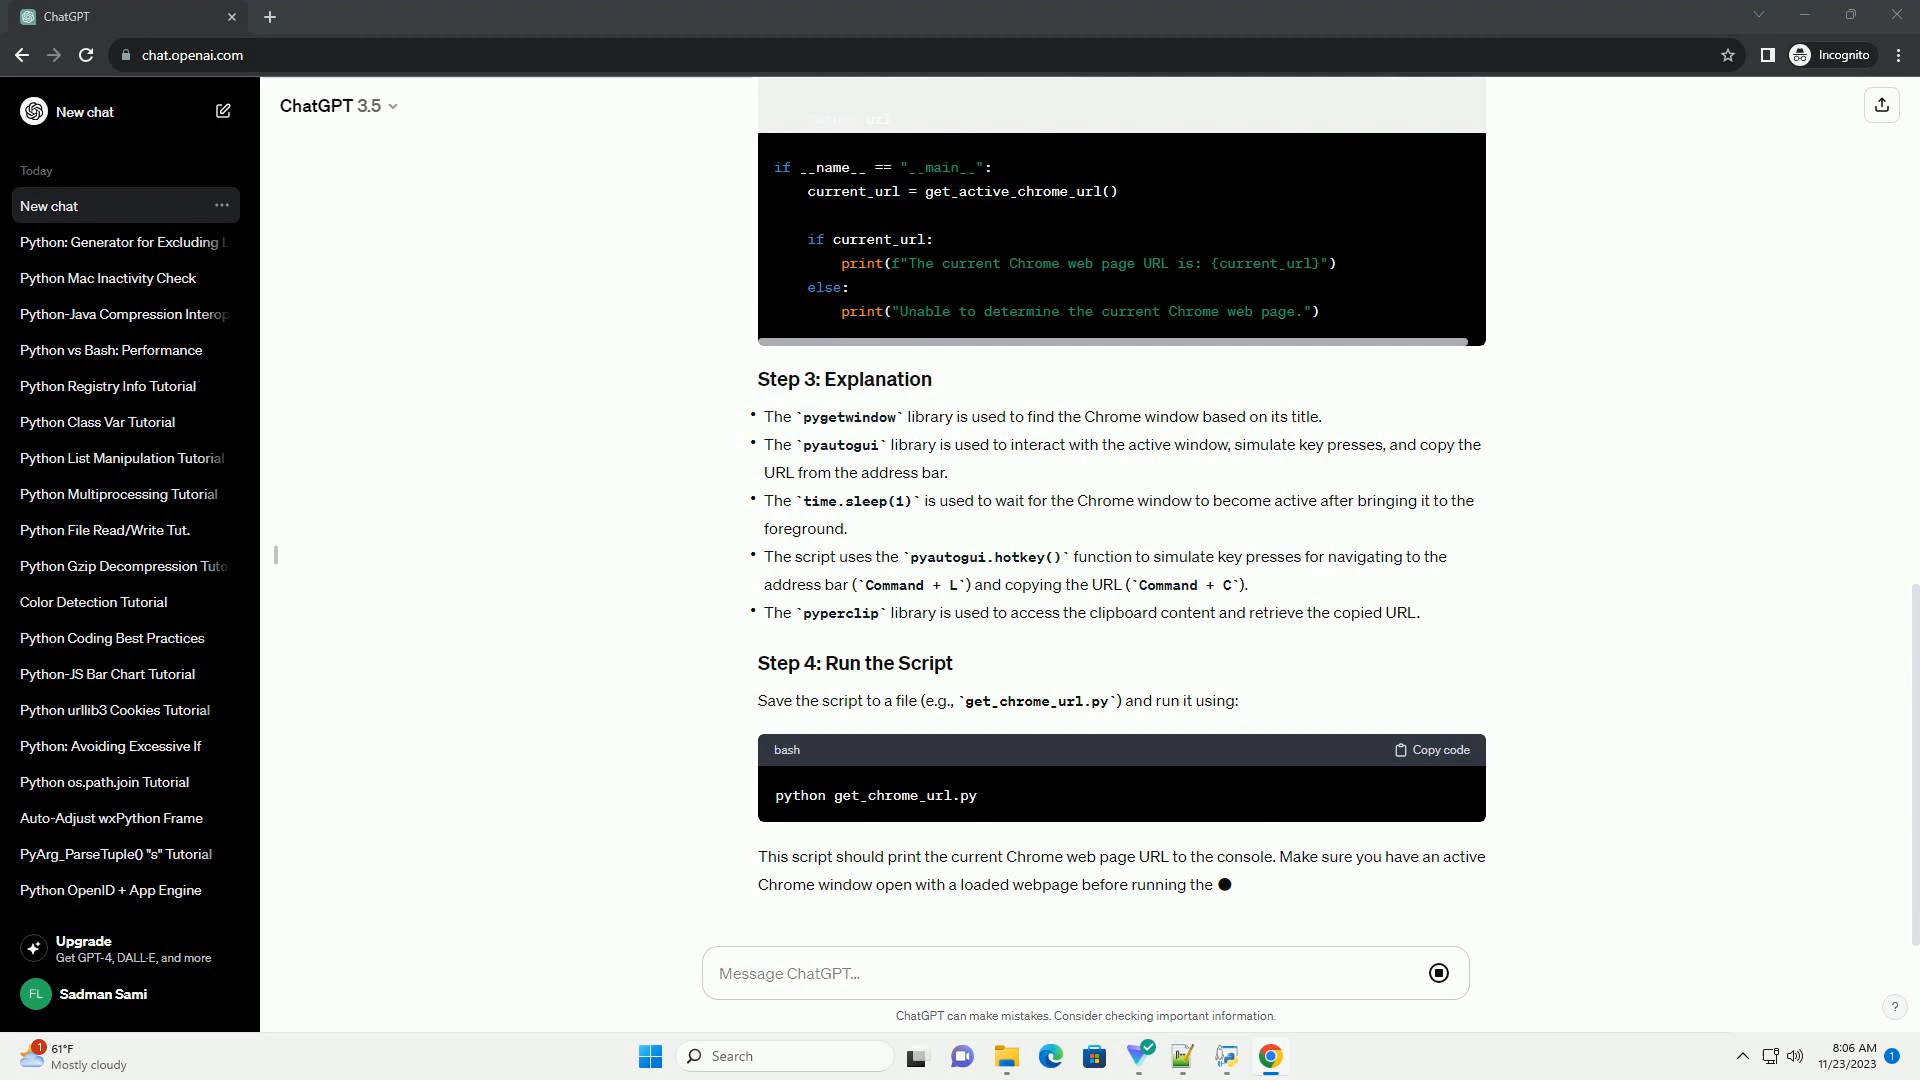 ChatGPT
chat.openai.com
Incognito
New chat
Today
New chat
Python: Generator for Excluding L
Python Mac Inactivity Check
Python-Java Compression Interop
Python vs Bash: Performance
Python Registry Info Tutorial
Python Class Var Tutorial
Python List Manipulation Tutorial
Python Multiprocessing Tutorial
Python File Read/Write Tut.
Python Gzip Decompression Tuto
Color Detection Tutorial
Python Coding Best Practices
Python-JS Bar Chart Tutorial
Python urllib3 Cookies Tutorial
Python: Avoiding Excessive If
Python os.path.join Tutorial
Auto-Adjust wxPython Frame
PyArg_ParseTuple() "s" Tutorial
Python OpenID + App Engine
Upgrade
Get GPT-4, DALL·E, and more
FL
Sadman Sami
ChatGPT 3.5
url
if __name__ == "__main__":
current_url = get_active_chrome_url()
if current_url:
print(f"The current Chrome web page URL is: {current_url}")
else:
print("Unable to determine the current Chrome web page.")
Step 3: Explanation
• The `pygetwindow` library is used to find the Chrome window based on its title.
• The `pyautogui` library is used to interact with the active window, simulate key presses, and copy the
URL from the address bar.
• The `time.sleep(1)` is used to wait for the Chrome window to become active after bringing it to the
foreground.
• The script uses the `pyautogui.hotkey()` function to simulate key presses for navigating to the
address bar (`Command + L`) and copying the URL (`Command + C`).
• The `pyperclip` library is used to access the clipboard content and retrieve the copied URL.
Step 4: Run the Script
Save the script to a file (e.g., `get_chrome_url.py`) and run it using:
bash
Copy code
python get_chrome_url.py
This script should print the current Chrome web page URL to the console. Make sure you have an active
Chrome window open with a loaded webpage before running the
Message ChatGPT...
ChatGPT can make mistakes. Consider checking important information.
?
1
61°F
Mostly cloudy
Search
8:06 AM
11/23/2023
1